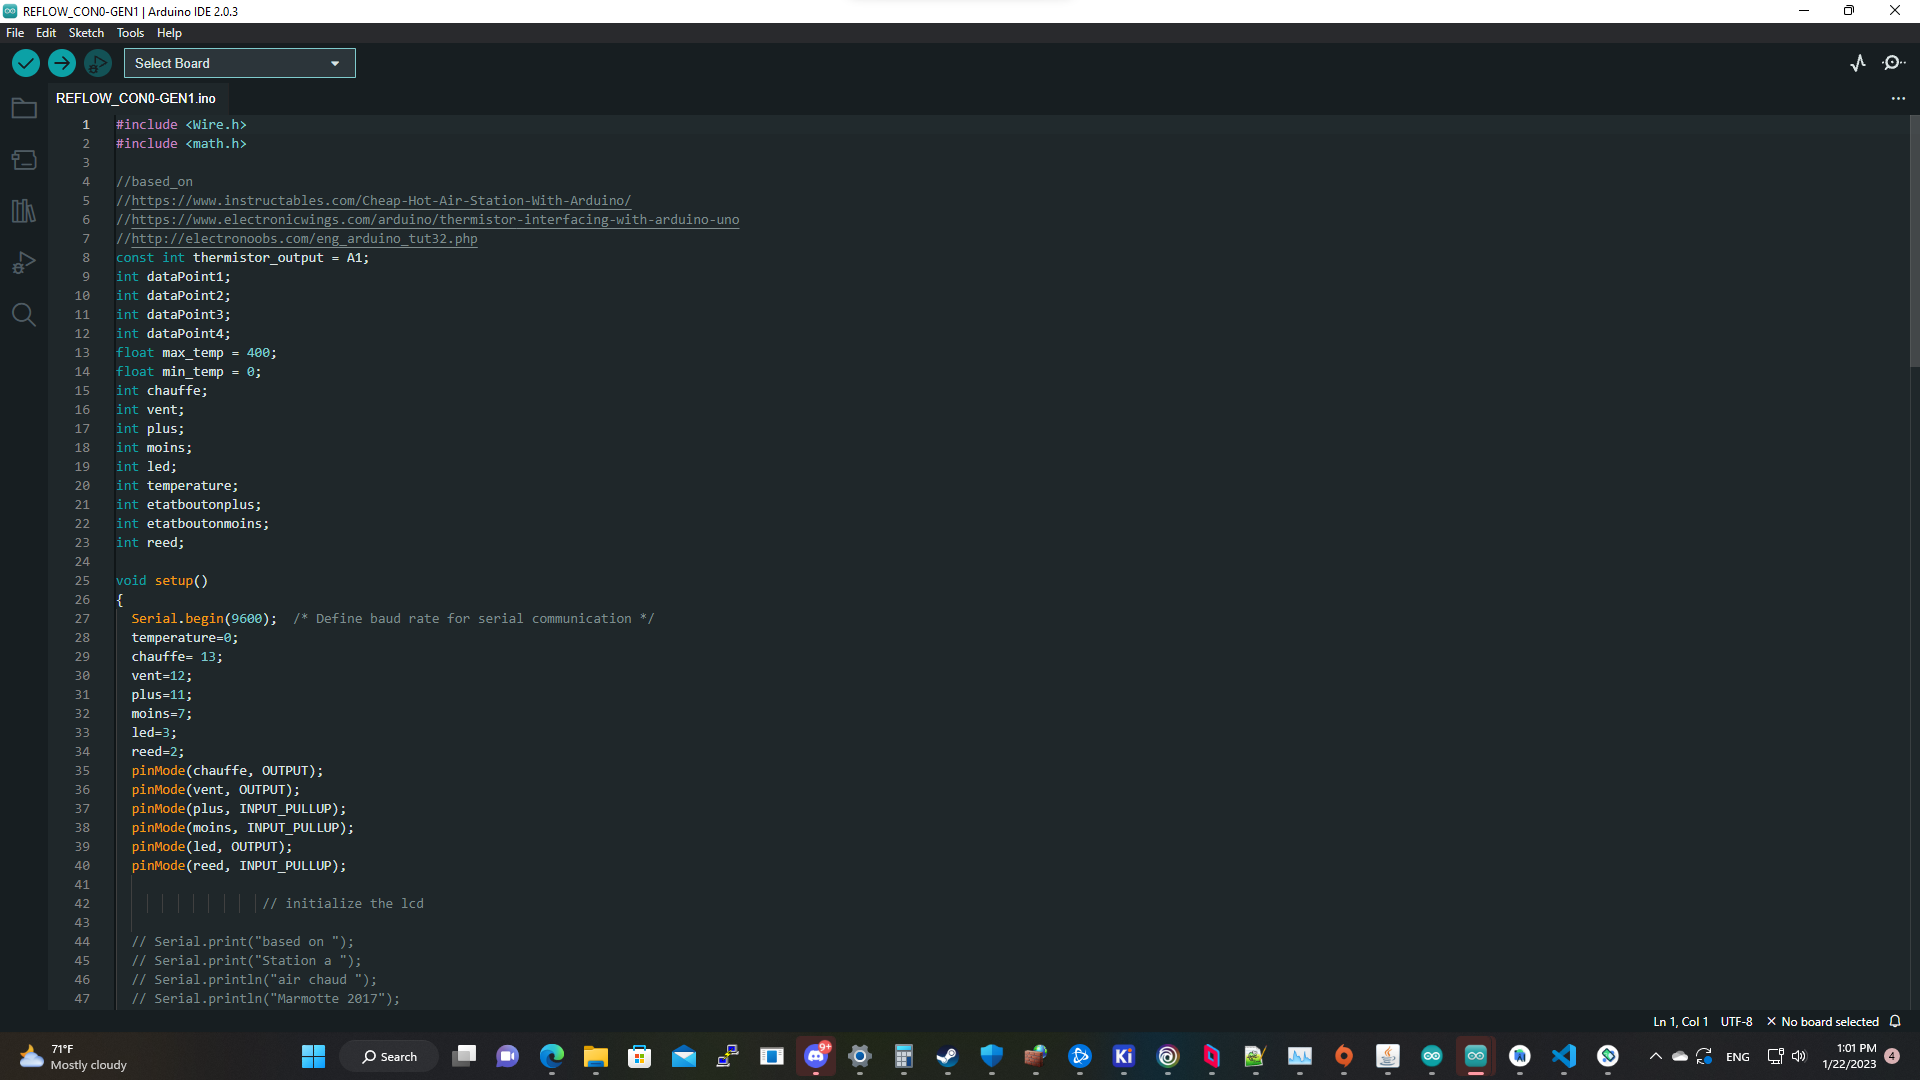 REFLOW_CON0-GEN1 | Arduino IDE 2.0.3
File Edit Sketch Tools Help
Select Board
REFLOW_CON0-GEN1.ino
1 #include <Wire.h>
2 #include <math.h>
3
4 //based_on
5 //https://www.instructables.com/Cheap-Hot-Air-Station-With-Arduino/
6 //https://www.electronicwings.com/arduino/thermistor-interfacing-with-arduino-uno
7 //http://electronoobs.com/eng_arduino_tut32.php
8 const int thermistor_output = A1;
9 int dataPoint1;
10 int dataPoint2;
11 int dataPoint3;
12 int dataPoint4;
13 float max_temp = 400;
14 float min_temp = 0;
15 int chauffe;
16 int vent;
17 int plus;
18 int moins;
19 int led;
20 int temperature;
21 int etatboutonplus;
22 int etatboutonmoins;
23 int reed;
24
25 void setup()
26 {
27 Serial.begin(9600); /* Define baud rate for serial communication */
28 temperature=0;
29 chauffe= 13;
30 vent=12;
31 plus=11;
32 moins=7;
33 led=3;
34 reed=2;
35 pinMode(chauffe, OUTPUT);
36 pinMode(vent, OUTPUT);
37 pinMode(plus, INPUT_PULLUP);
38 pinMode(moins, INPUT_PULLUP);
39 pinMode(led, OUTPUT);
40 pinMode(reed, INPUT_PULLUP);
41
42 // initialize the lcd
43
44 // Serial.print("based on ");
45 // Serial.print("Station a ");
46 // Serial.println("air chaud ");
47 // Serial.println("Marmotte 2017");
Ln 1, Col 1 UTF-8 × No board selected
71°F
Mostly cloudy
Search
9+
Ki
ENG
1:01 PM
1/22/2023
4